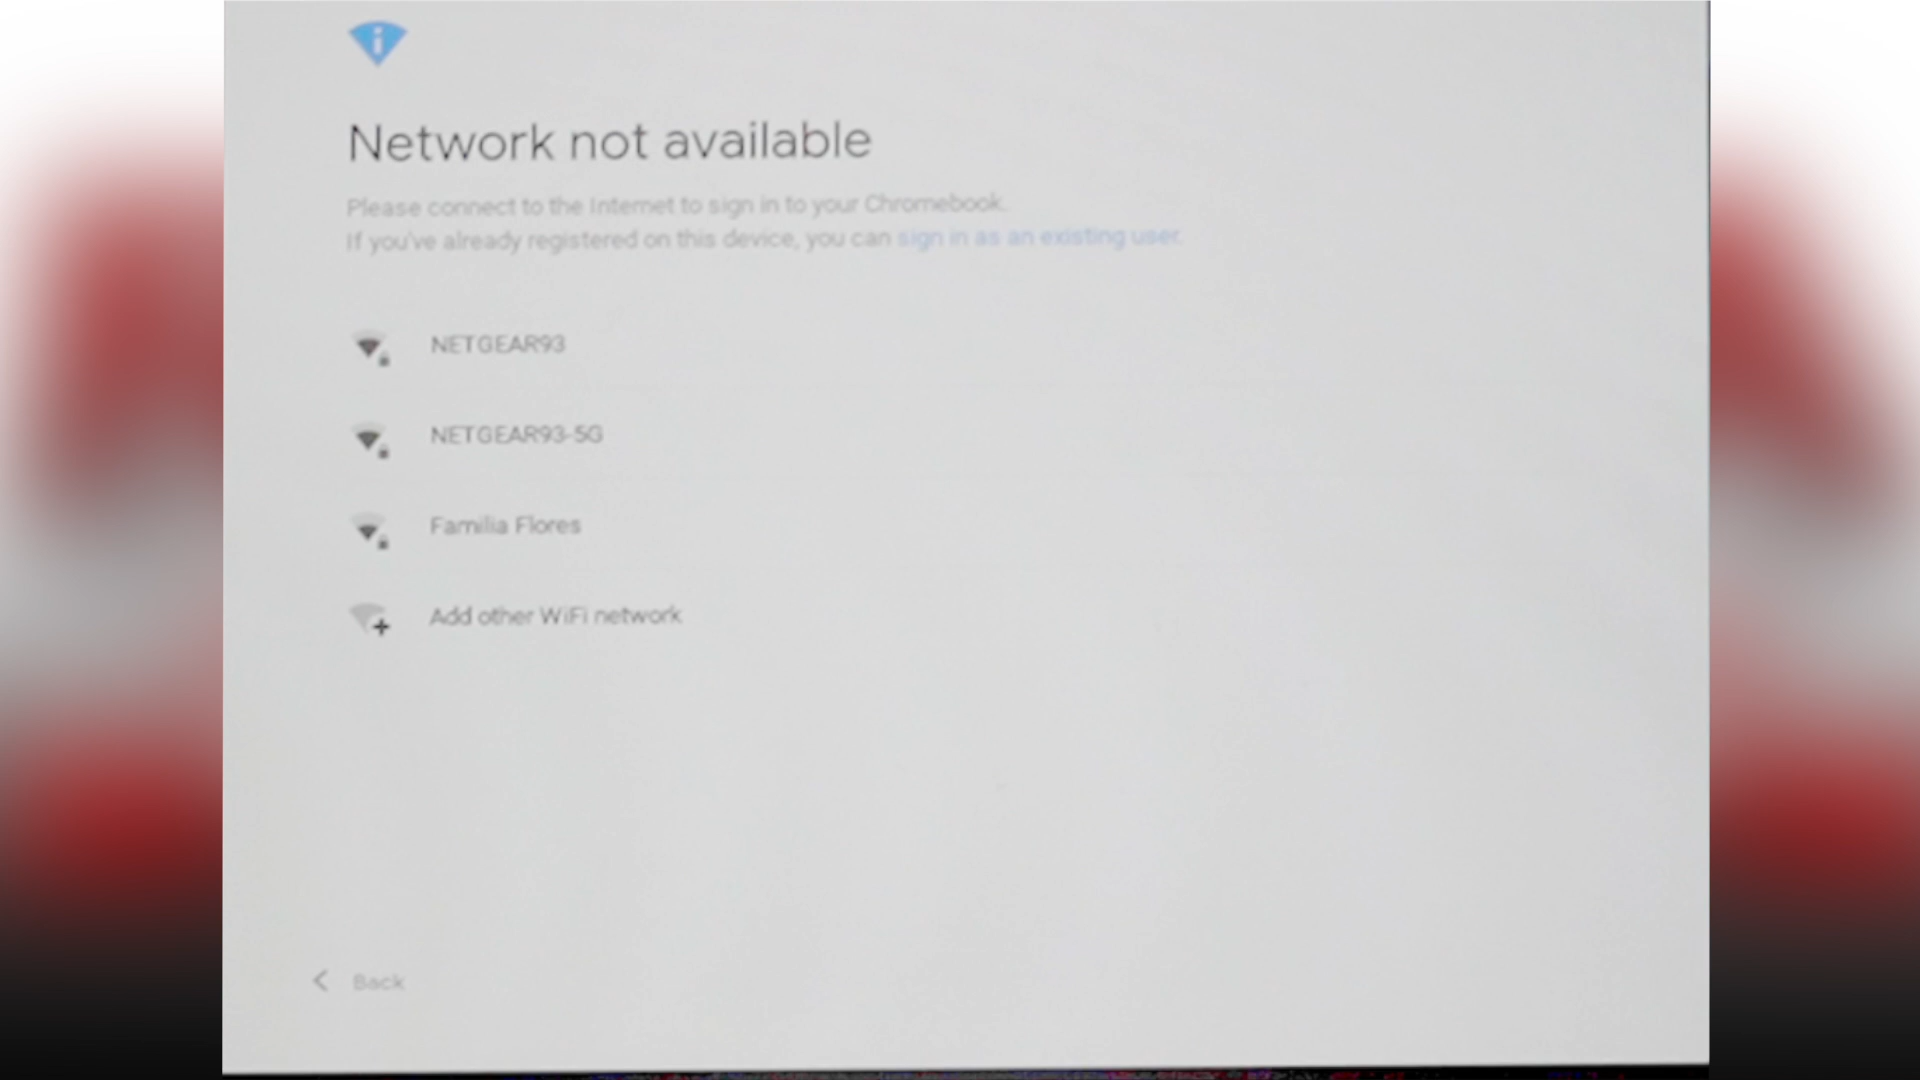 Network not available
Please connect to the Internet to sign in to your Chromebook.
If you've already registered on this device, you can sign in as an existing user.
NETGEAR93
NETGEAR93-5G
Familia Flores
Add other WiFi network
Back